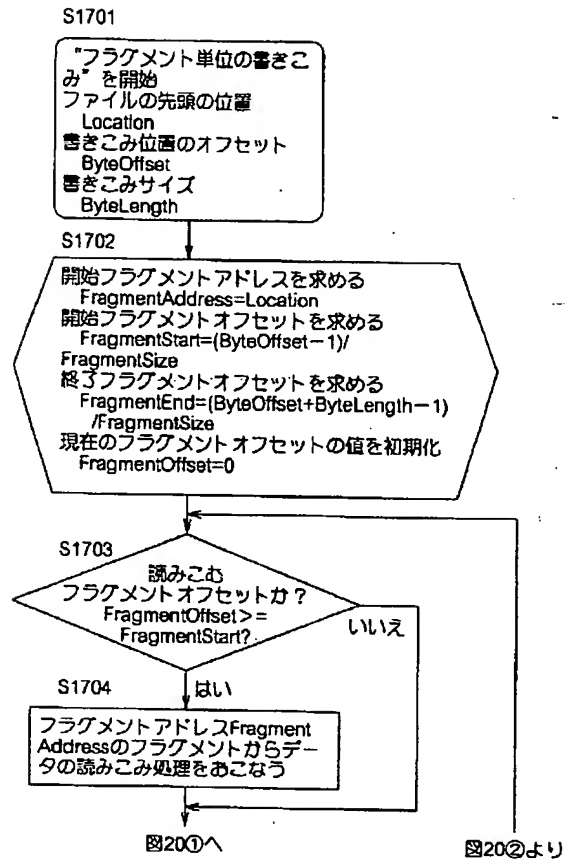 S1701
“フラグメント単位の書きこ
み”を開始
ファイルの先頭の位置
Location
書きこみ位置のオフセット
ByteOffset
書きこみサイズ
ByteLength
S1702
開始フラグメントアドレスを求める
FragmentAddress=Location
開始フラグメントオフセットを求める
FragmentStart=(ByteOffset−1)/
FragmentSize
終了フラグメントオフセットを求める
FragmentEnd=(ByteOffset+ByteLength−1)
/FragmentSize
現在のフラグメントオフセットの値を初期化
FragmentOffset=0
S1703
読みこむ
フラグメントオフセットか？
FragmentOffset>=
FragmentStart?
いいえ
S1704
はい
フラグメントアドレスFragment
Addressのフラグメントからデー
タの読みこみ処理をおこなう
図20①へ
図20②より